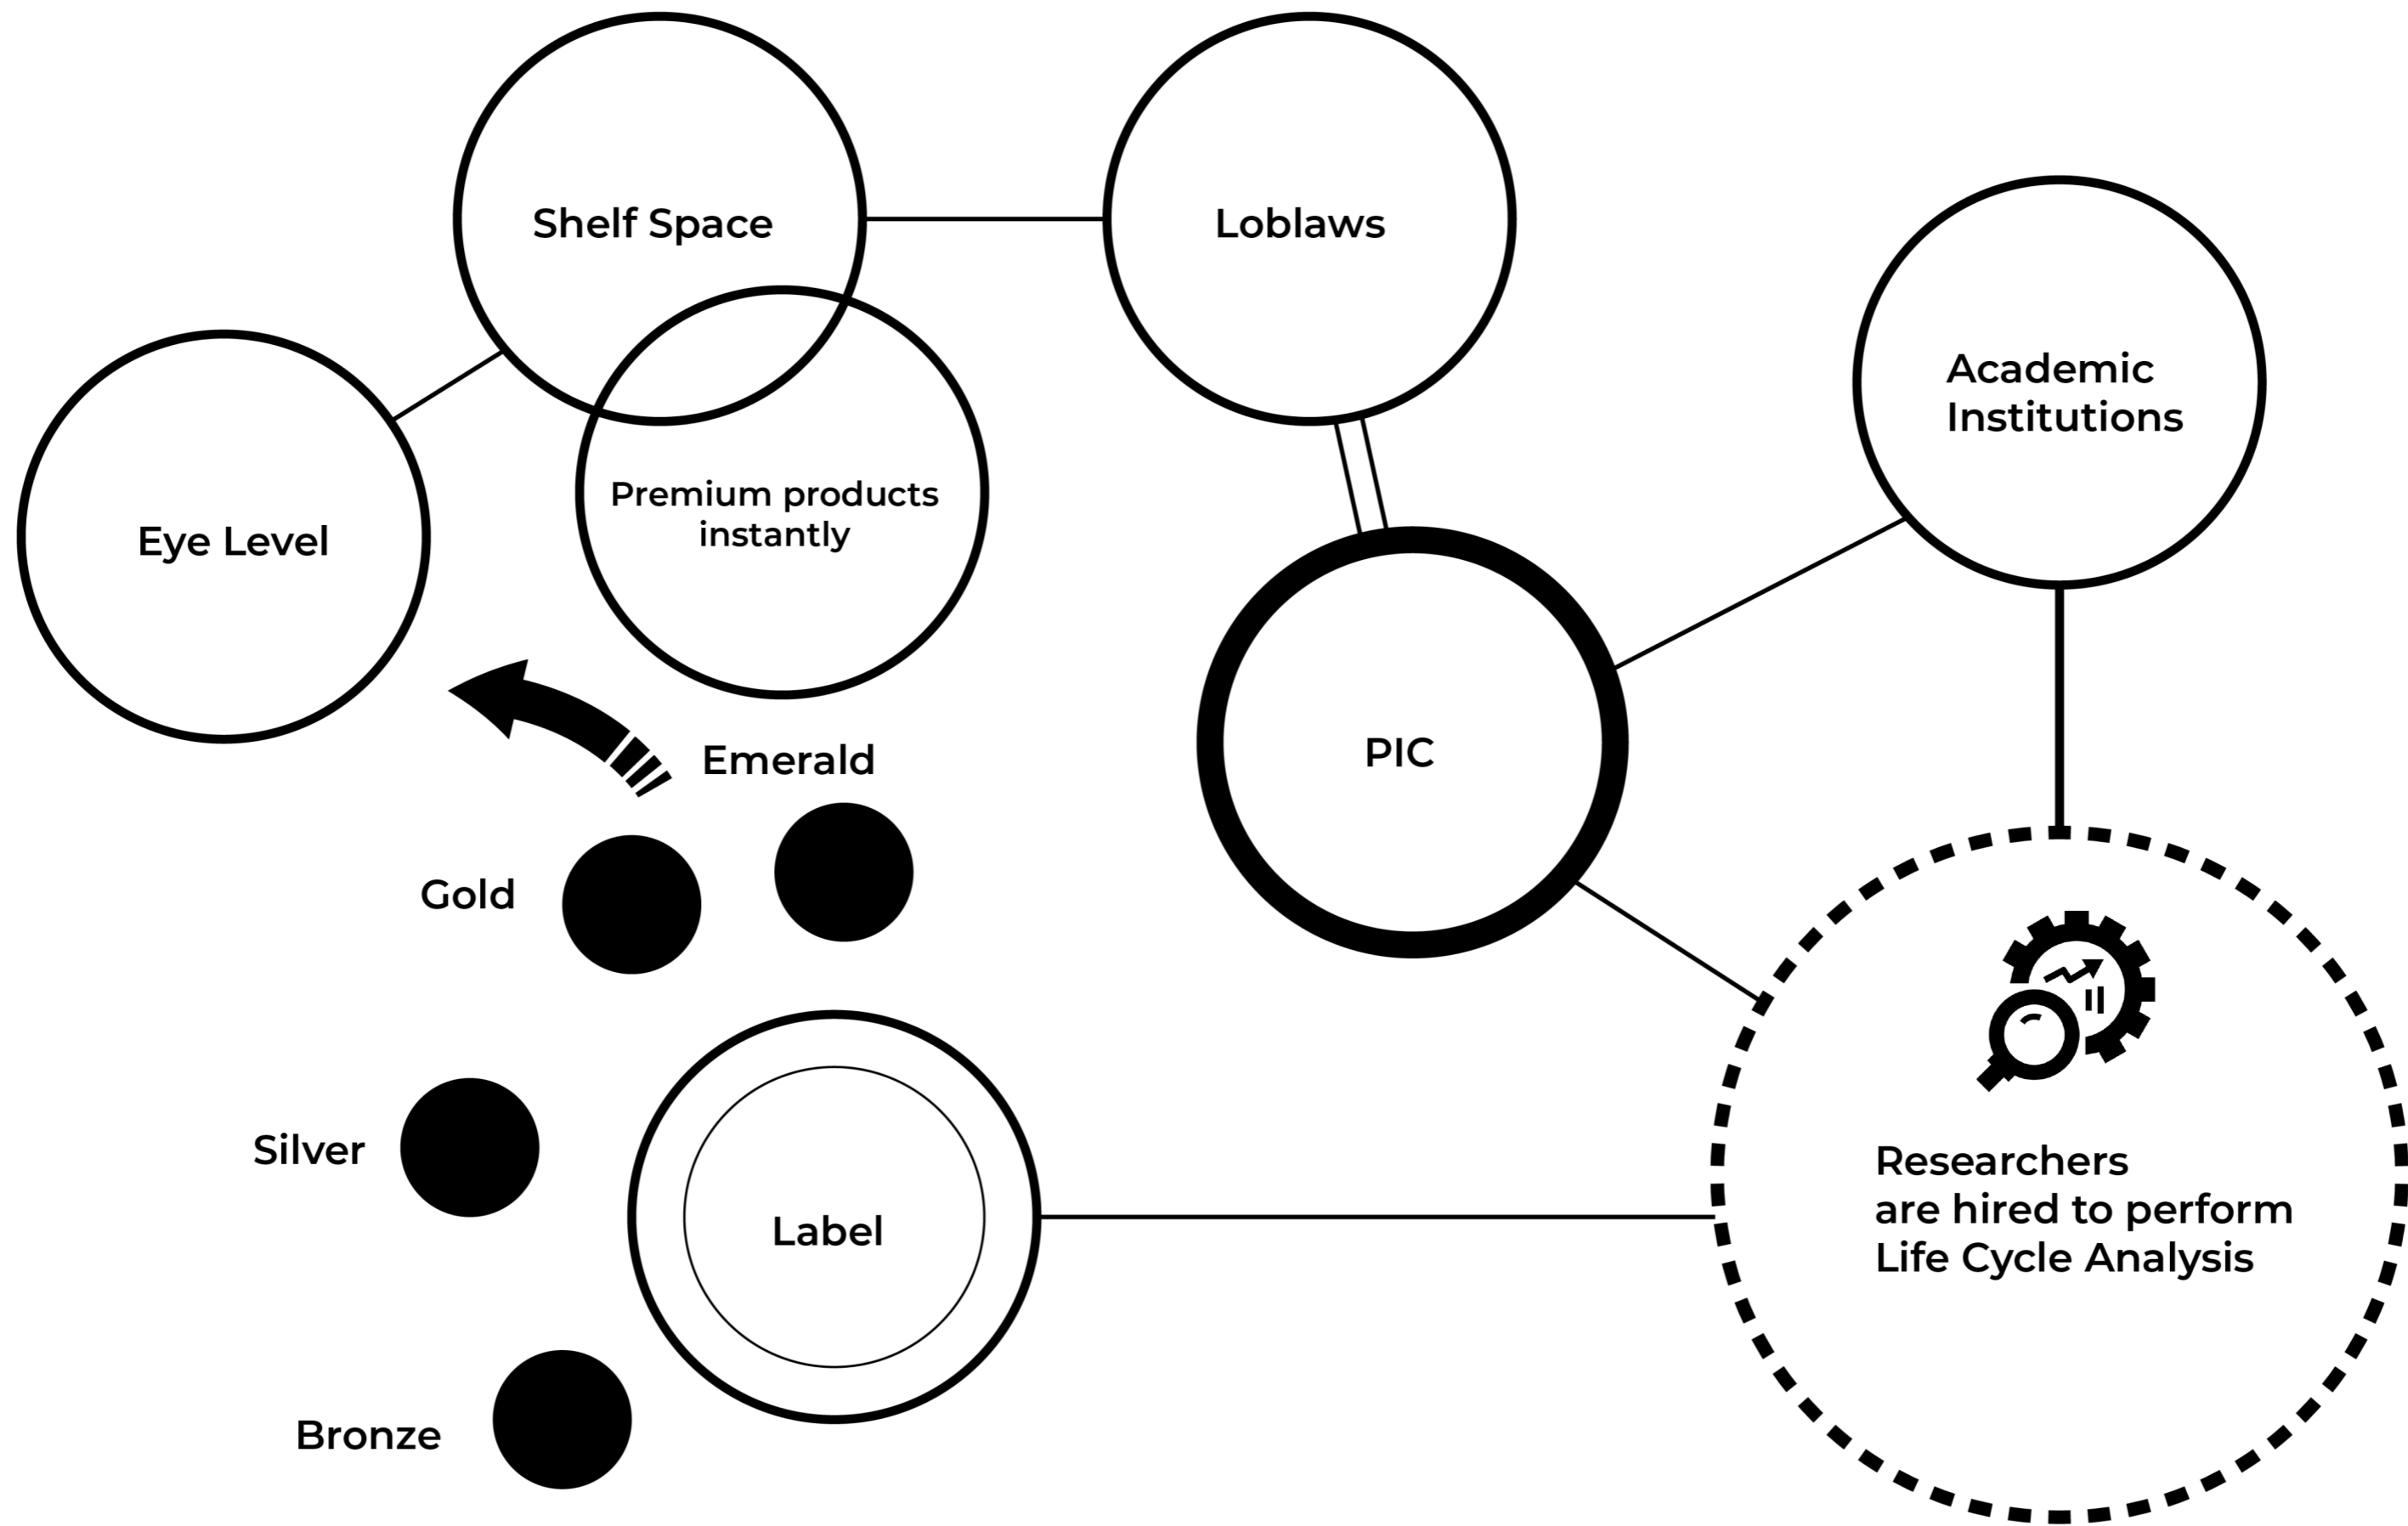 Shelf Space
Loblaws
Academic
Institutions
Eye Level
Premium products
instantly
PIC
Emerald
Gold
Silver
Bronze
Label
Researchers
are hired to perform
Life Cycle Analysis